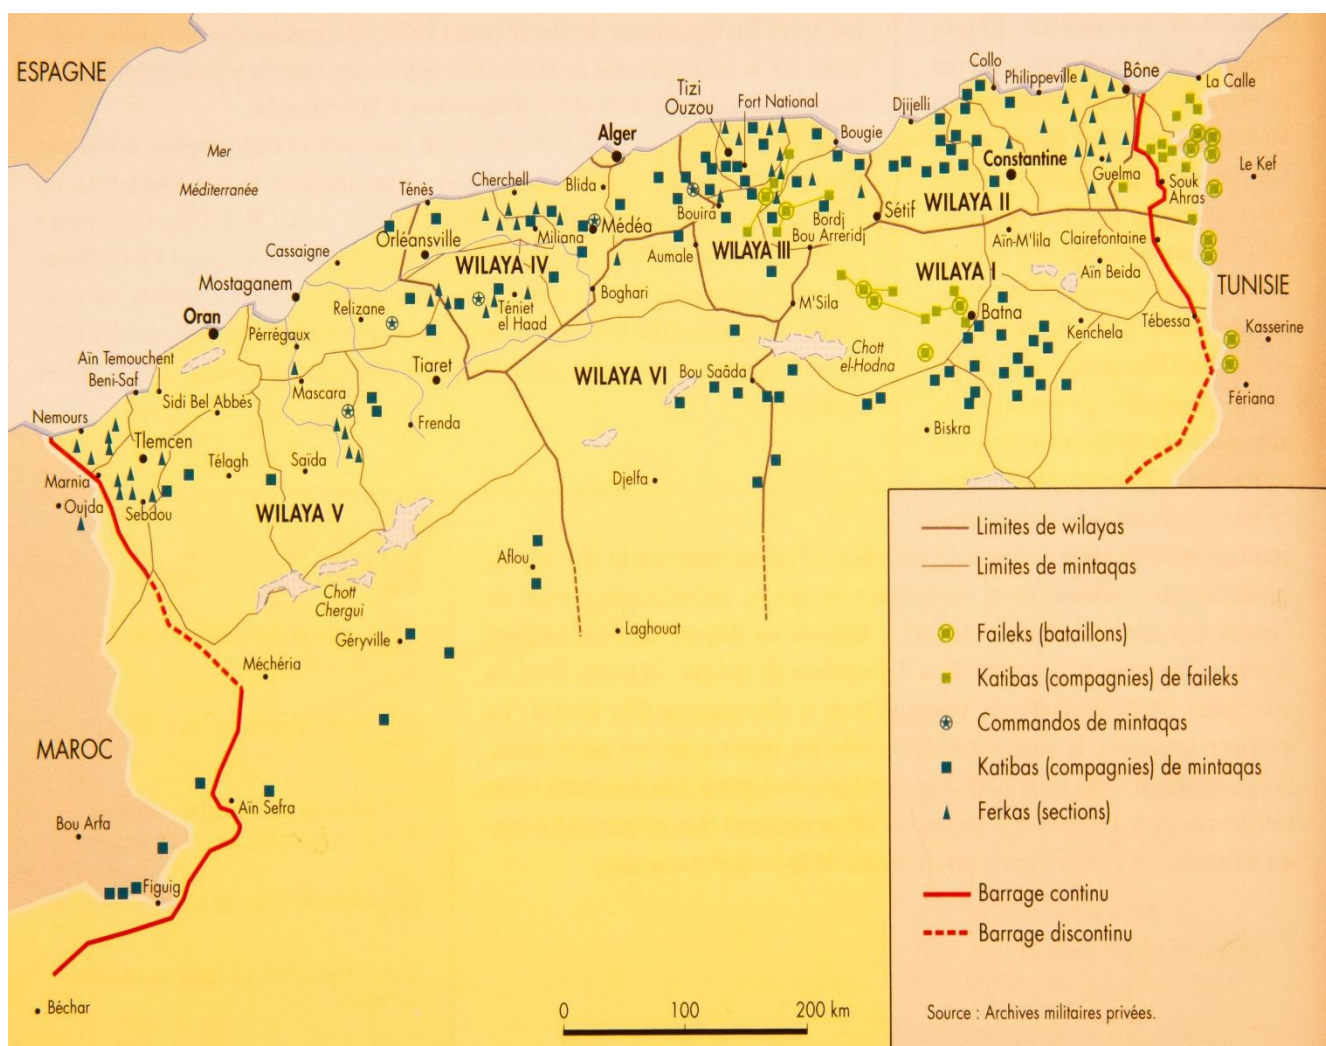 ESPAGNE
Mer
Méditerranée
Collo
Philippeville
Bône
La Calle
Tizi
Ouzou
Fort National
Djijelli
Alger
Bougie
Constantine
Guelma
Le Kef
Souk
Ahras
Cherchell
Blida
Ténès
Bouira
Bordj
Bou Arreridj
Sétif
WILAYA II
Miliana
Médéa
Orléansville
WILAYA III
Aïn-M'lila
Clairefontaine
Cassaigne
WILAYA IV
Aumale
WILAYA I
Aïn Beida
Mostaganem
Relizane
Téniet
el Haad
Boghari
M'Sila
Batna
TUNISIE
Oran
Pérrégaux
Kenchela
Tébessa
Kasserine
Aïn Temouchent
Beni-Saf
Tiaret
Chott
el-Hodna
Mascara
WILAYA VI
Bou Saâda
Sidi Bel Abbès
Fériana
Nemours
Frenda
Biskra
Tlemcen
Télagh
Saïda
Djelfa
Marnia
Oujda
Sebdou
WILAYA V
Aflou
Chott
Chergui
Laghouat
Géryville
Méchéria
MAROC
Aïn Sefra
Bou Arfa
Figuig
Béchar
0 100 200 km
Limites de wilayas
Limites de mintaqas
Faileks (bataillons)
Katibas (compagnies) de faileks
Commandos de mintaqas
Katibas (compagnies) de mintaqas
Ferkas (sections)
Barrage continu
Barrage discontinu
Source : Archives militaires privées.